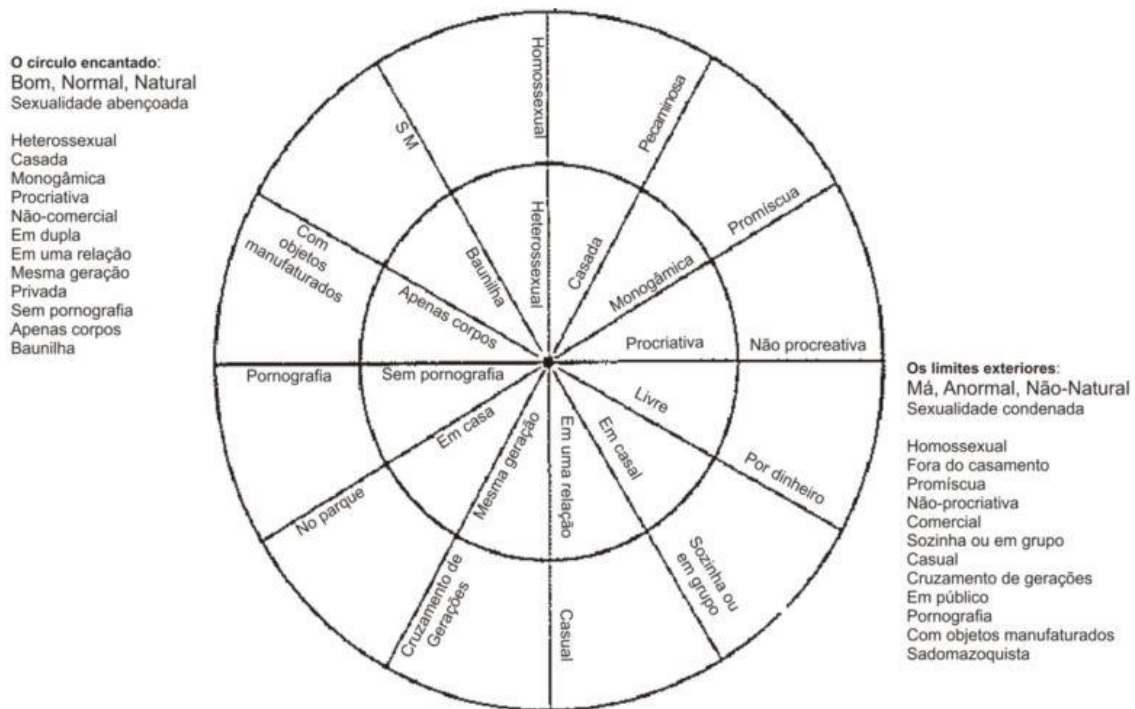 O círculo encantado:
Bom, Normal, Natural
Sexualidade abençoada
Heterossexual
Casada
Monogâmica
Procriativa
Não-comercial
Em dupla
Em uma relação
Mesma geração
Privada
Sem pornografia
Apenas corpos
Baunilha
Homossexual
Pecaminosa
Promíscua
Não procreativa
Por dinheiro
Sozinha ou
em grupo
Casual
Cruzamento de
Gerações
No parque
Pornografia
Com
objetos
manufaturados
S M
Heterossexual
Casada
Monogâmica
Procriativa
Livre
Em casal
Em uma relação
Mesma geração
Em casa
Sem pornografia
Apenas corpos
Baunilha
Os limites exteriores:
Má, Anormal, Não-Natural
Sexualidade condenada
Homossexual
Fora do casamento
Promíscua
Não-procriativa
Comercial
Sozinha ou em grupo
Casual
Cruzamento de gerações
Em público
Pornografia
Com objetos manufaturados
Sadomazoquista